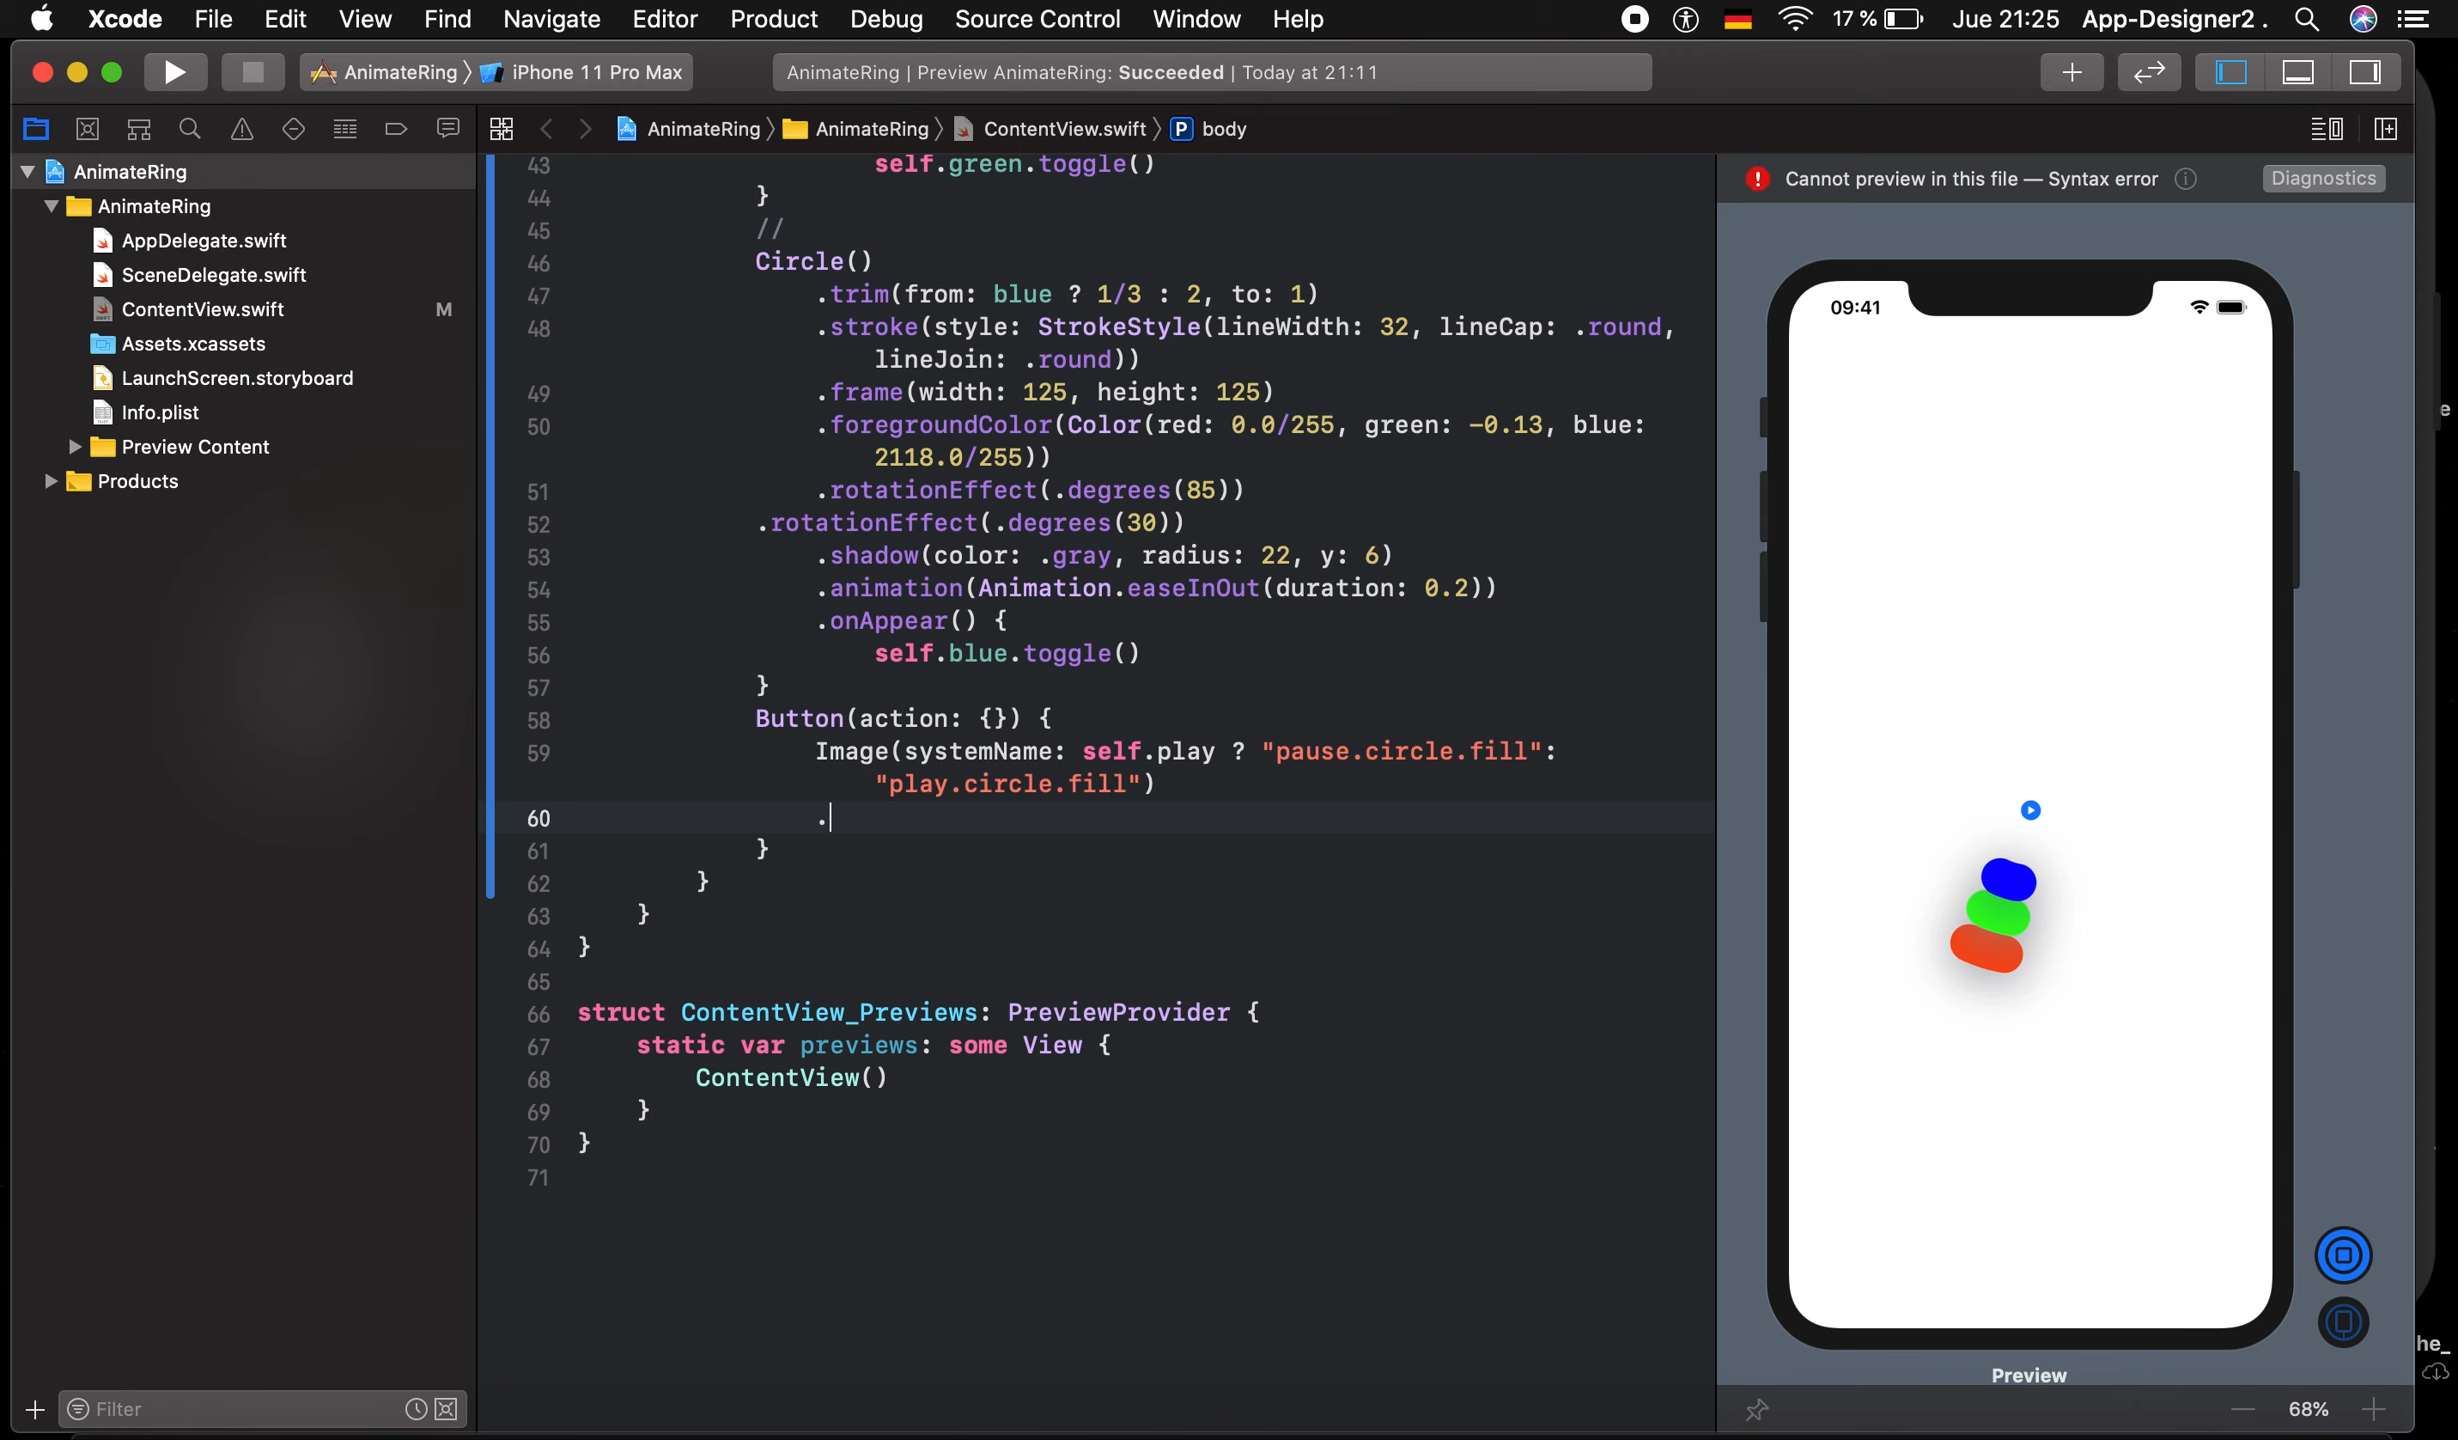 Xcode File Edit View Find Navigate Editor Product Debug Source Control Window Help 17 % Jue 21:25 App-Designer2 .
AnimateRing iPhone 11 Pro Max AnimateRing | Preview AnimateRing: Succeeded | Today at 21:11
AnimateRing AnimateRing ContentView.swift P body
AnimateRing
AnimateRing
AppDelegate.swift
SceneDelegate.swift
ContentView.swift M
Assets.xcassets
LaunchScreen.storyboard
Info.plist
Preview Content
Products
Filter
43 self.green.toggle()
44 }
45 //
46 Circle()
47 .trim(from: blue ? 1/3 : 2, to: 1)
48 .stroke(style: StrokeStyle(lineWidth: 32, lineCap: .round,
lineJoin: .round))
49 .frame(width: 125, height: 125)
50 .foregroundColor(Color(red: 0.0/255, green: -0.13, blue:
2118.0/255))
51 .rotationEffect(.degrees(85))
52 .rotationEffect(.degrees(30))
53 .shadow(color: .gray, radius: 22, y: 6)
54 .animation(Animation.easeInOut(duration: 0.2))
55 .onAppear() {
56 self.blue.toggle()
57 }
58 Button(action: {}) {
59 Image(systemName: self.play ? "pause.circle.fill":
"play.circle.fill")
60 .
61 }
62 }
63 }
64 }
65
66 struct ContentView_Previews: PreviewProvider {
67 static var previews: some View {
68 ContentView()
69 }
70 }
71
Cannot preview in this file — Syntax error Diagnostics
09:41
Preview
68%
e
he_